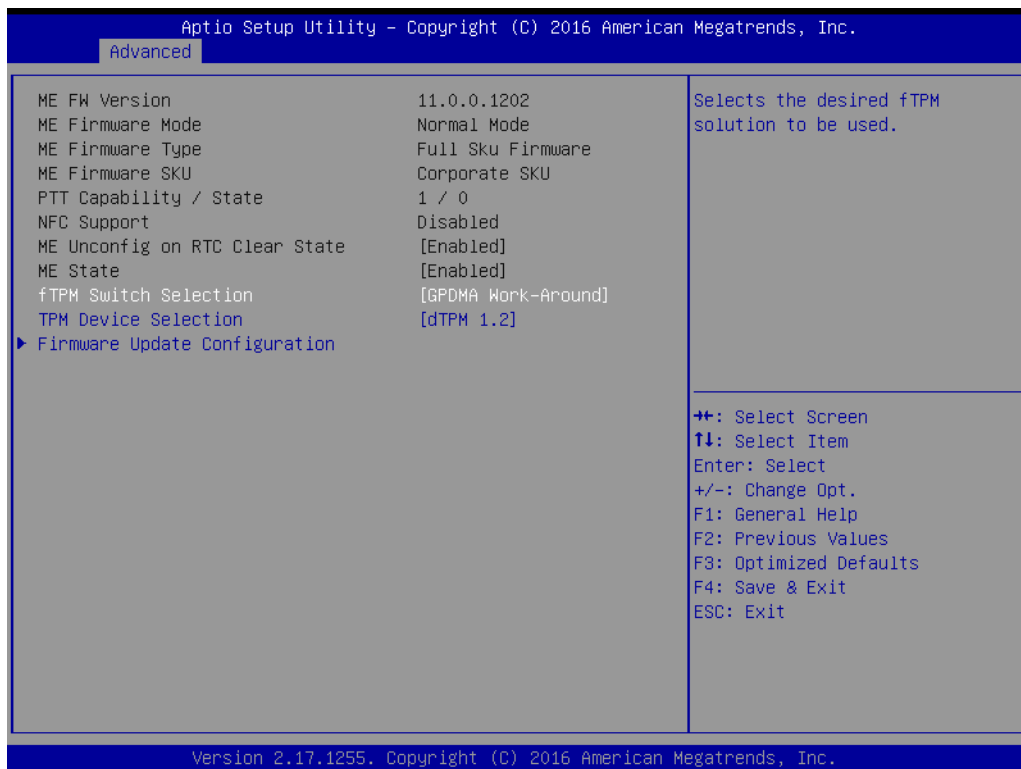 Aptio Setup Utility – Copyright (C) 2016 American Megatrends, Inc.
Advanced
ME FW Version 11.0.0.1202
ME Firmware Mode Normal Mode
ME Firmware Type Full Sku Firmware
ME Firmware SKU Corporate SKU
PTT Capability / State 1 / 0
NFC Support Disabled
ME Unconfig on RTC Clear State [Enabled]
ME State [Enabled]
fTPM Switch Selection [GPDMA Work-Around]
TPM Device Selection [dTPM 1.2]
Firmware Update Configuration
Selects the desired fTPM
solution to be used.
→←: Select Screen
↑↓: Select Item
Enter: Select
+/-: Change Opt.
F1: General Help
F2: Previous Values
F3: Optimized Defaults
F4: Save & Exit
ESC: Exit
Version 2.17.1255. Copyright (C) 2016 American Megatrends, Inc.